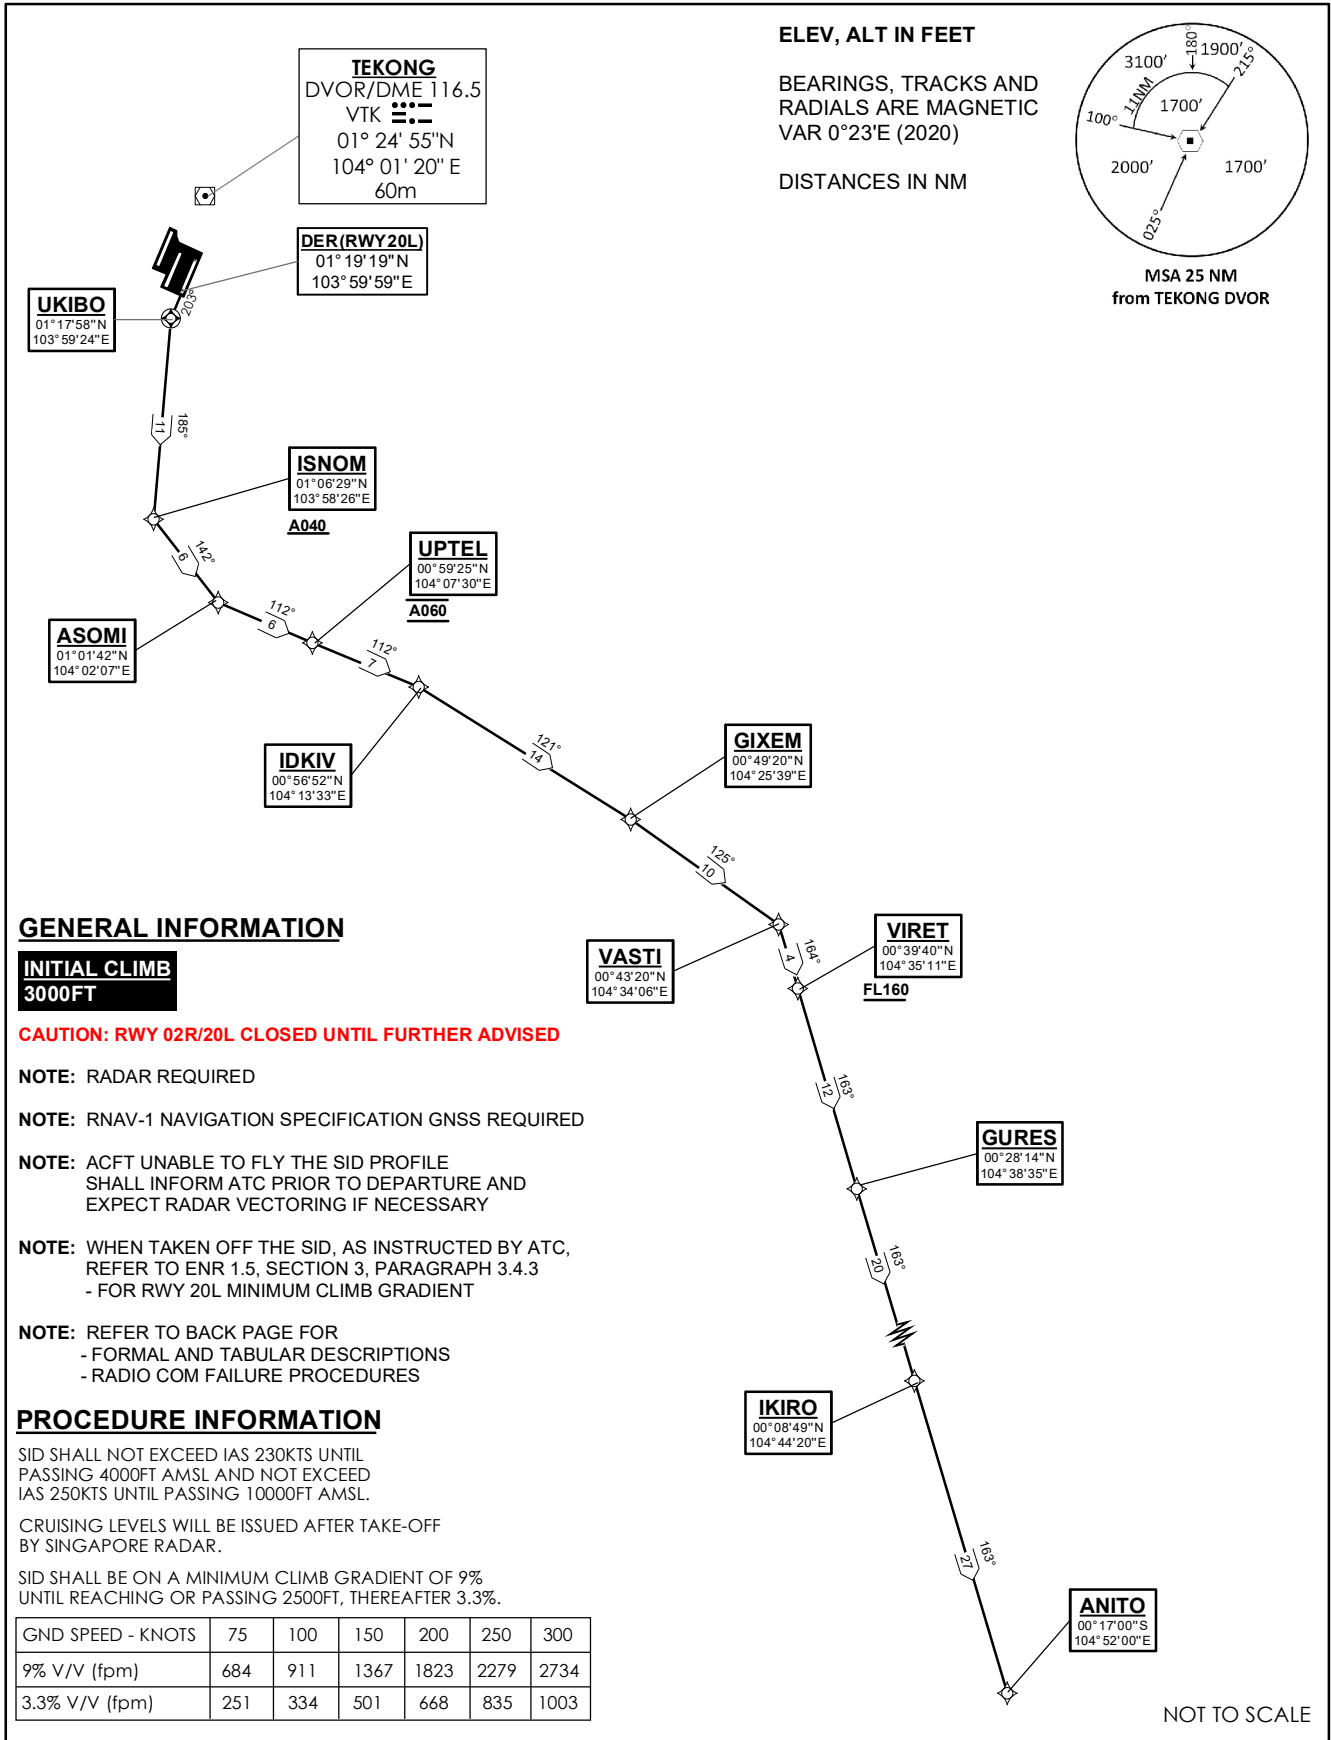 TEKONG
DVOR/DME 116.5
VTK
01° 24' 55"N
104° 01' 20" E
60m
ELEV, ALT IN FEET
BEARINGS, TRACKS AND
RADIALS ARE MAGNETIC
VAR 0°23'E (2020)
DISTANCES IN NM
3100'
180°
1900'
215°
11NM
1700'
100°
2000'
1700'
025°
MSA 25 NM
from TEKONG DVOR
DER(RWY20L)
01°19'19"N
103°59'59"E
203°
UKIBO
01°17'58"N
103°59'24"E
11
185°
ISNOM
01°06'29"N
103°58'26"E
A040
6
142°
UPTEL
00°59'25"N
104°07'30"E
A060
ASOMI
01°01'42"N
104°02'07"E
112°
6
112°
7
IDKIV
00°56'52"N
104°13'33"E
121°
14
GIXEM
00°49'20"N
104°25'39"E
125°
10
VASTI
00°43'20"N
104°34'06"E
4
164°
VIRET
00°39'40"N
104°35'11"E
FL160
12
163°
GURES
00°28'14"N
104°38'35"E
20
163°
IKIRO
00°08'49"N
104°44'20"E
27
163°
ANITO
00°17'00"S
104°52'00"E
GENERAL INFORMATION
INITIAL CLIMB
3000FT
CAUTION: RWY 02R/20L CLOSED UNTIL FURTHER ADVISED
NOTE: RADAR REQUIRED
NOTE: RNAV-1 NAVIGATION SPECIFICATION GNSS REQUIRED
NOTE: ACFT UNABLE TO FLY THE SID PROFILE
SHALL INFORM ATC PRIOR TO DEPARTURE AND
EXPECT RADAR VECTORING IF NECESSARY
NOTE: WHEN TAKEN OFF THE SID, AS INSTRUCTED BY ATC,
REFER TO ENR 1.5, SECTION 3, PARAGRAPH 3.4.3
- FOR RWY 20L MINIMUM CLIMB GRADIENT
NOTE: REFER TO BACK PAGE FOR
- FORMAL AND TABULAR DESCRIPTIONS
- RADIO COM FAILURE PROCEDURES
PROCEDURE INFORMATION
SID SHALL NOT EXCEED IAS 230KTS UNTIL
PASSING 4000FT AMSL AND NOT EXCEED
IAS 250KTS UNTIL PASSING 10000FT AMSL.
CRUISING LEVELS WILL BE ISSUED AFTER TAKE-OFF
BY SINGAPORE RADAR.
SID SHALL BE ON A MINIMUM CLIMB GRADIENT OF 9%
UNTIL REACHING OR PASSING 2500FT, THEREAFTER 3.3%.
GND SPEED - KNOTS 75 100 150 200 250 300
9% V/V (fpm) 684 911 1367 1823 2279 2734
3.3% V/V (fpm) 251 334 501 668 835 1003
NOT TO SCALE